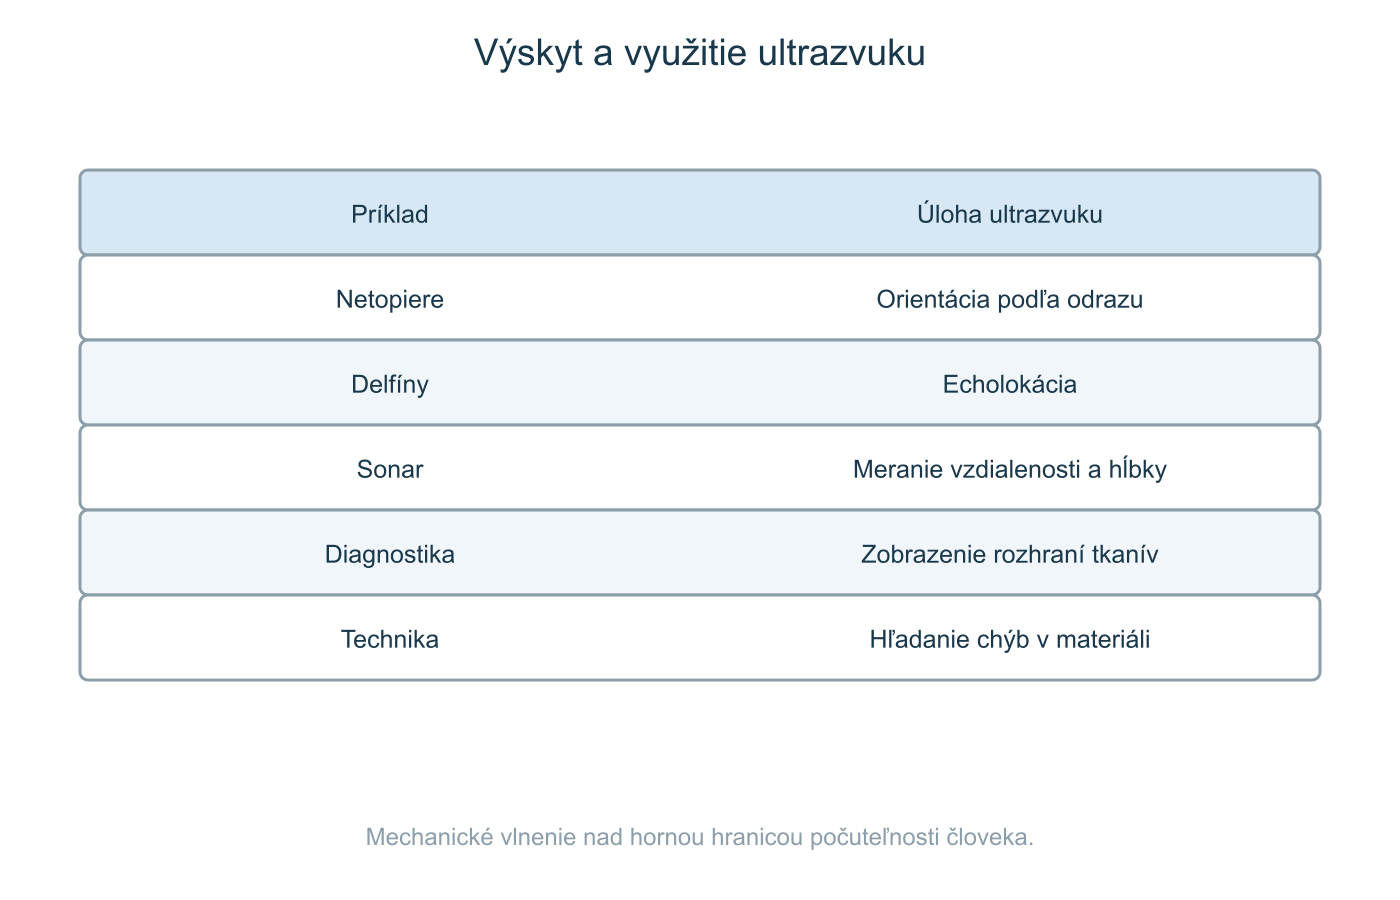 Výskyt a využitie ultrazvuku
Príklad Úloha ultrazvuku
Netopiere Orientácia podľa odrazu
Delfíny Echolokácia
Sonar Meranie vzdialenosti a hĺbky
Diagnostika Zobrazenie rozhraní tkanív
Technika Hľadanie chýb v materiáli
Mechanické vlnenie nad hornou hranicou počuteľnosti človeka.